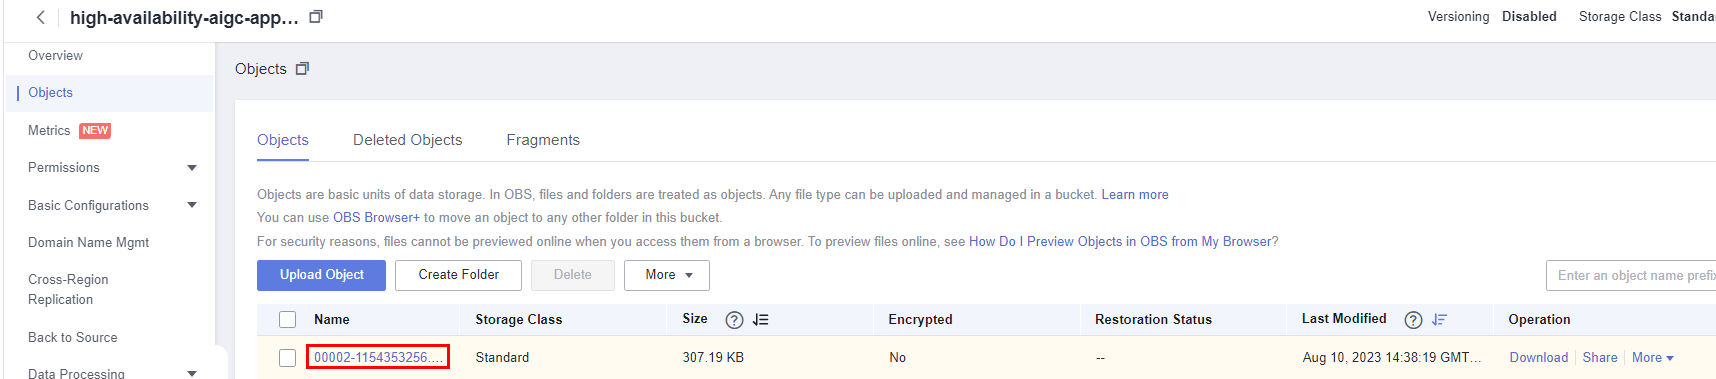 high-availability-aigc-app...
Versioning Disabled Storage Class Standa
Overview
Objects
Metrics NEW
Permissions
Basic Configurations
Domain Name Mgmt
Cross-Region
Replication
Back to Source
Data Processing
Objects
Objects Deleted Objects Fragments
Objects are basic units of data storage. In OBS, files and folders are treated as objects. Any file type can be uploaded and managed in a bucket. Learn more
You can use OBS Browser+ to move an object to any other folder in this bucket.
For security reasons, files cannot be previewed online when you access them from a browser. To preview files online, see How Do I Preview Objects in OBS from My Browser?
Upload Object Create Folder Delete More
Enter an object name prefix
Name Storage Class Size ? Encrypted Restoration Status Last Modified ? Operation
00002-1154353256.... Standard 307.19 KB No -- Aug 10, 2023 14:38:19 GMT... Download Share More